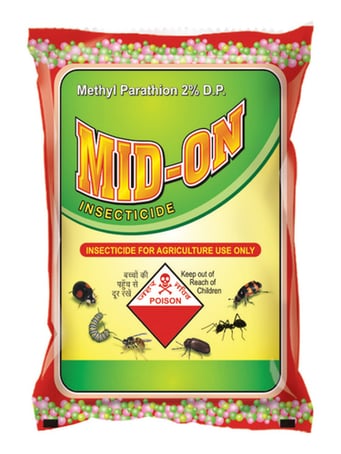 Methyl Parathion 2% D.P.
MID-ON
INSECTICIDE
INSECTICIDE FOR AGRICULTURE USE ONLY
बच्चों की
पहुँच से
दूर रखें
Keep out of
Reach of
Children
POISON